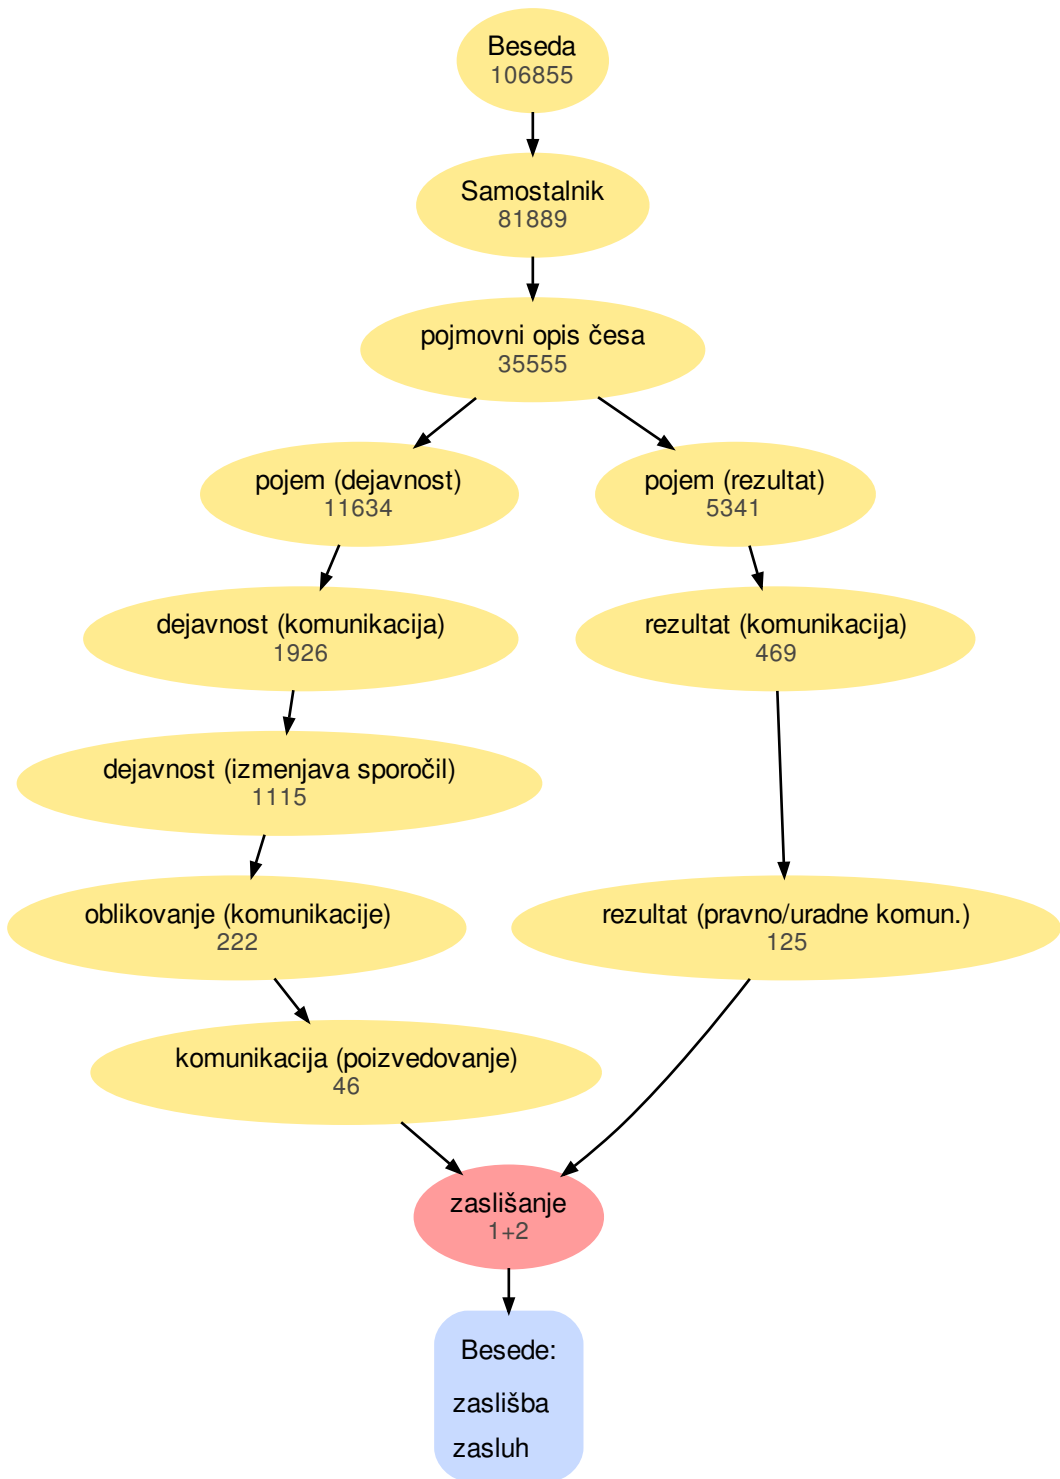 Beseda
106855
Samostalnik
81889
pojmovni opis česa
35555
pojem (dejavnost)
11634
pojem (rezultat)
5341
dejavnost (komunikacija)
1926
rezultat (komunikacija)
469
dejavnost (izmenjava sporočil)
1115
oblikovanje (komunikacije)
222
rezultat (pravno/uradne komun.)
125
komunikacija (poizvedovanje)
46
zaslišanje
1+2
Besede:
zaslišba
zasluh